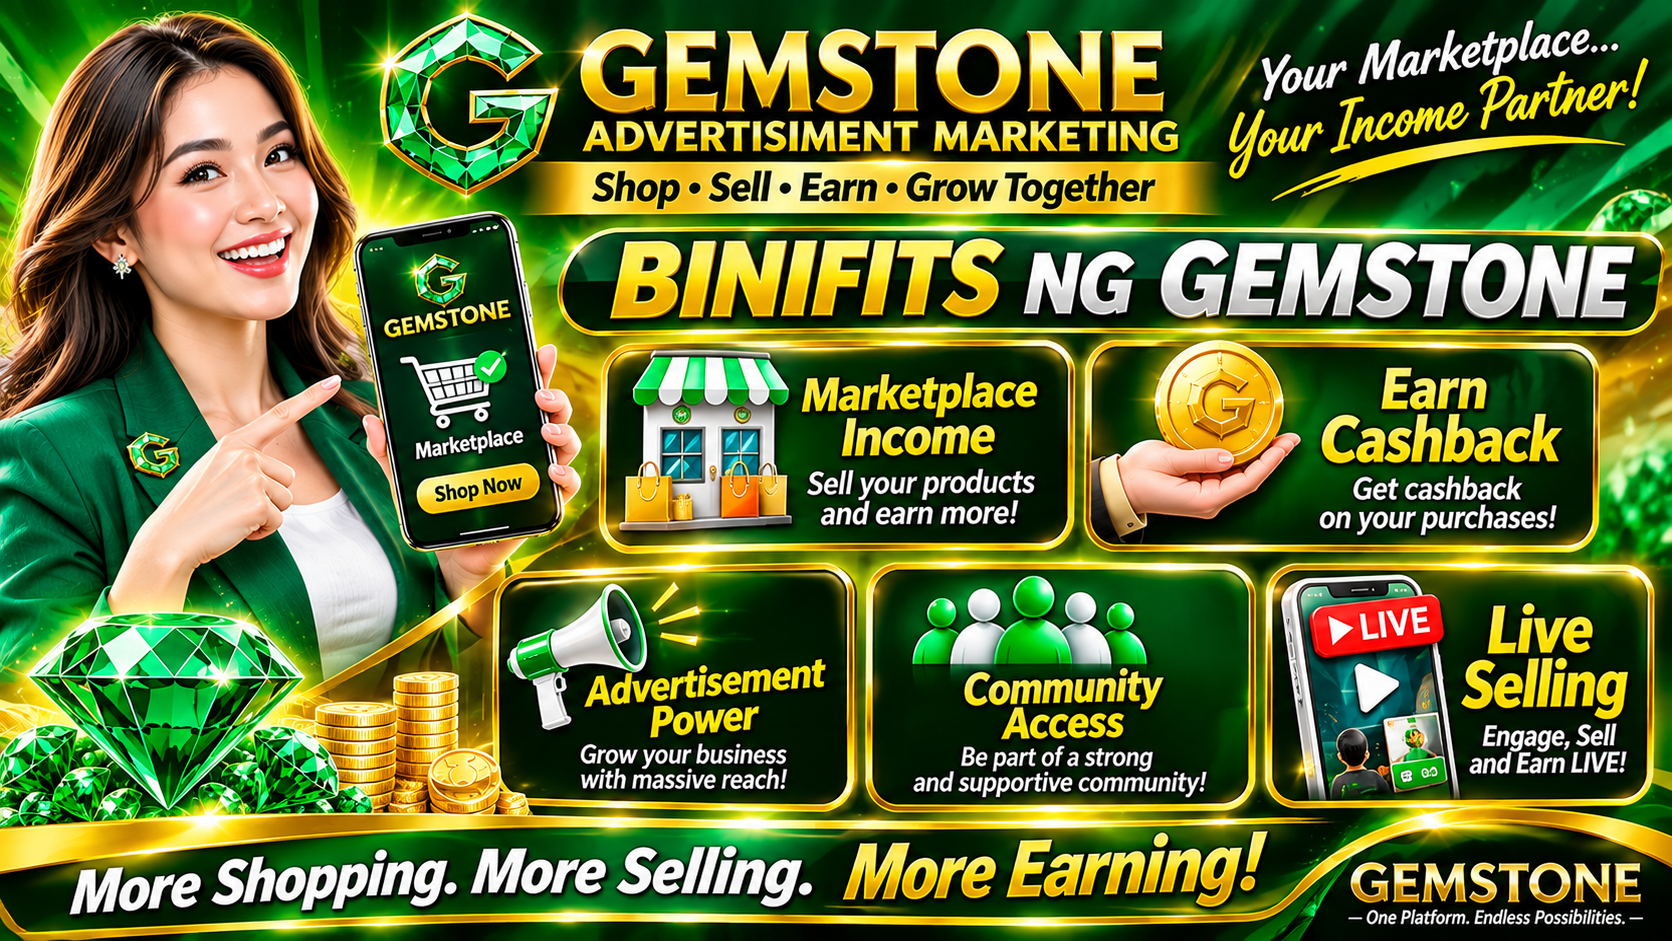 GEMSTONE
ADVERTISIMENT MARKETING
Shop • Sell • Earn • Grow Together
Your Marketplace...
Your Income Partner!
GEMSTONE
Marketplace
Shop Now
BINIFITS NG GEMSTONE
Marketplace
Income
Sell your products
and earn more!
Earn
Cashback
Get cashback
on your purchases!
Advertisement
Power
Grow your business
with massive reach!
Community
Access
Be part of a strong
and supportive community!
LIVE
Live
Selling
Engage, Sell
and Earn LIVE!
More Shopping. More Selling. More Earning!
GEMSTONE
– One Platform. Endless Possibilities. –